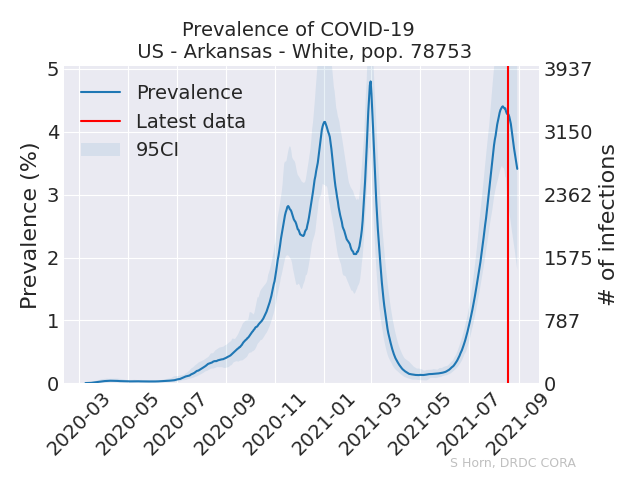 Prevalence of COVID-19
US - Arkansas - White, pop. 78753
Prevalence (%)
5
4
3
2
1
0
Prevalence
Latest data
95CI
3937
3150
2362
1575
787
0
# of infections
2020-03
2020-05
2020-07
2020-09
2020-11
2021-01
2021-03
2021-05
2021-07
2021-09
S Horn, DRDC CORA